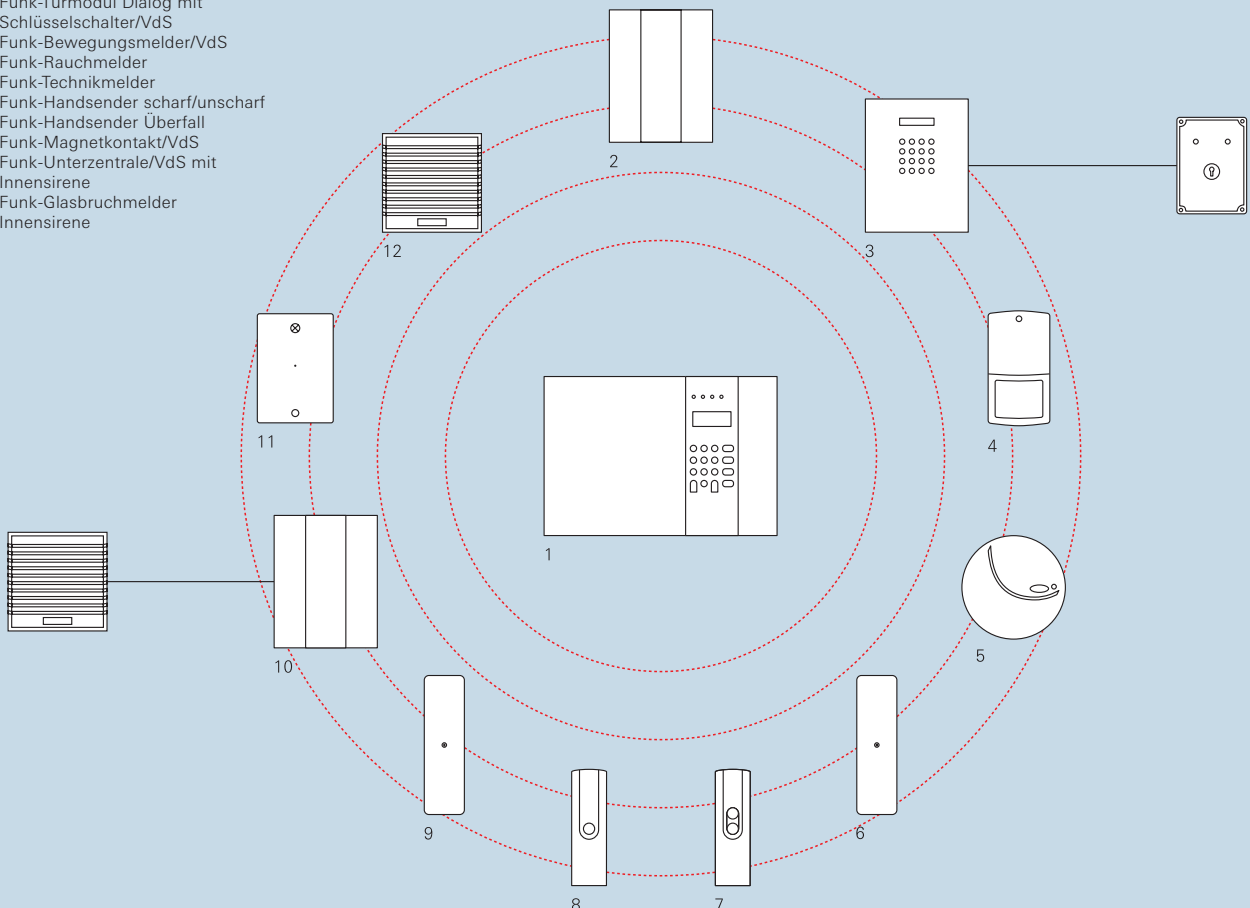 Funk-Türmodul Dialog mit
Schlüsselschalter/VdS
Funk-Bewegungsmelder/VdS
Funk-Rauchmelder
Funk-Technikmelder
Funk-Handsender scharf/unscharf
Funk-Handsender Überfall
Funk-Magnetkontakt/VdS
Funk-Unterzentrale/VdS mit
Innensirene
Funk-Glasbruchmelder
Innensirene
2
12
3
11
4
1
5
10
9
6
8
7